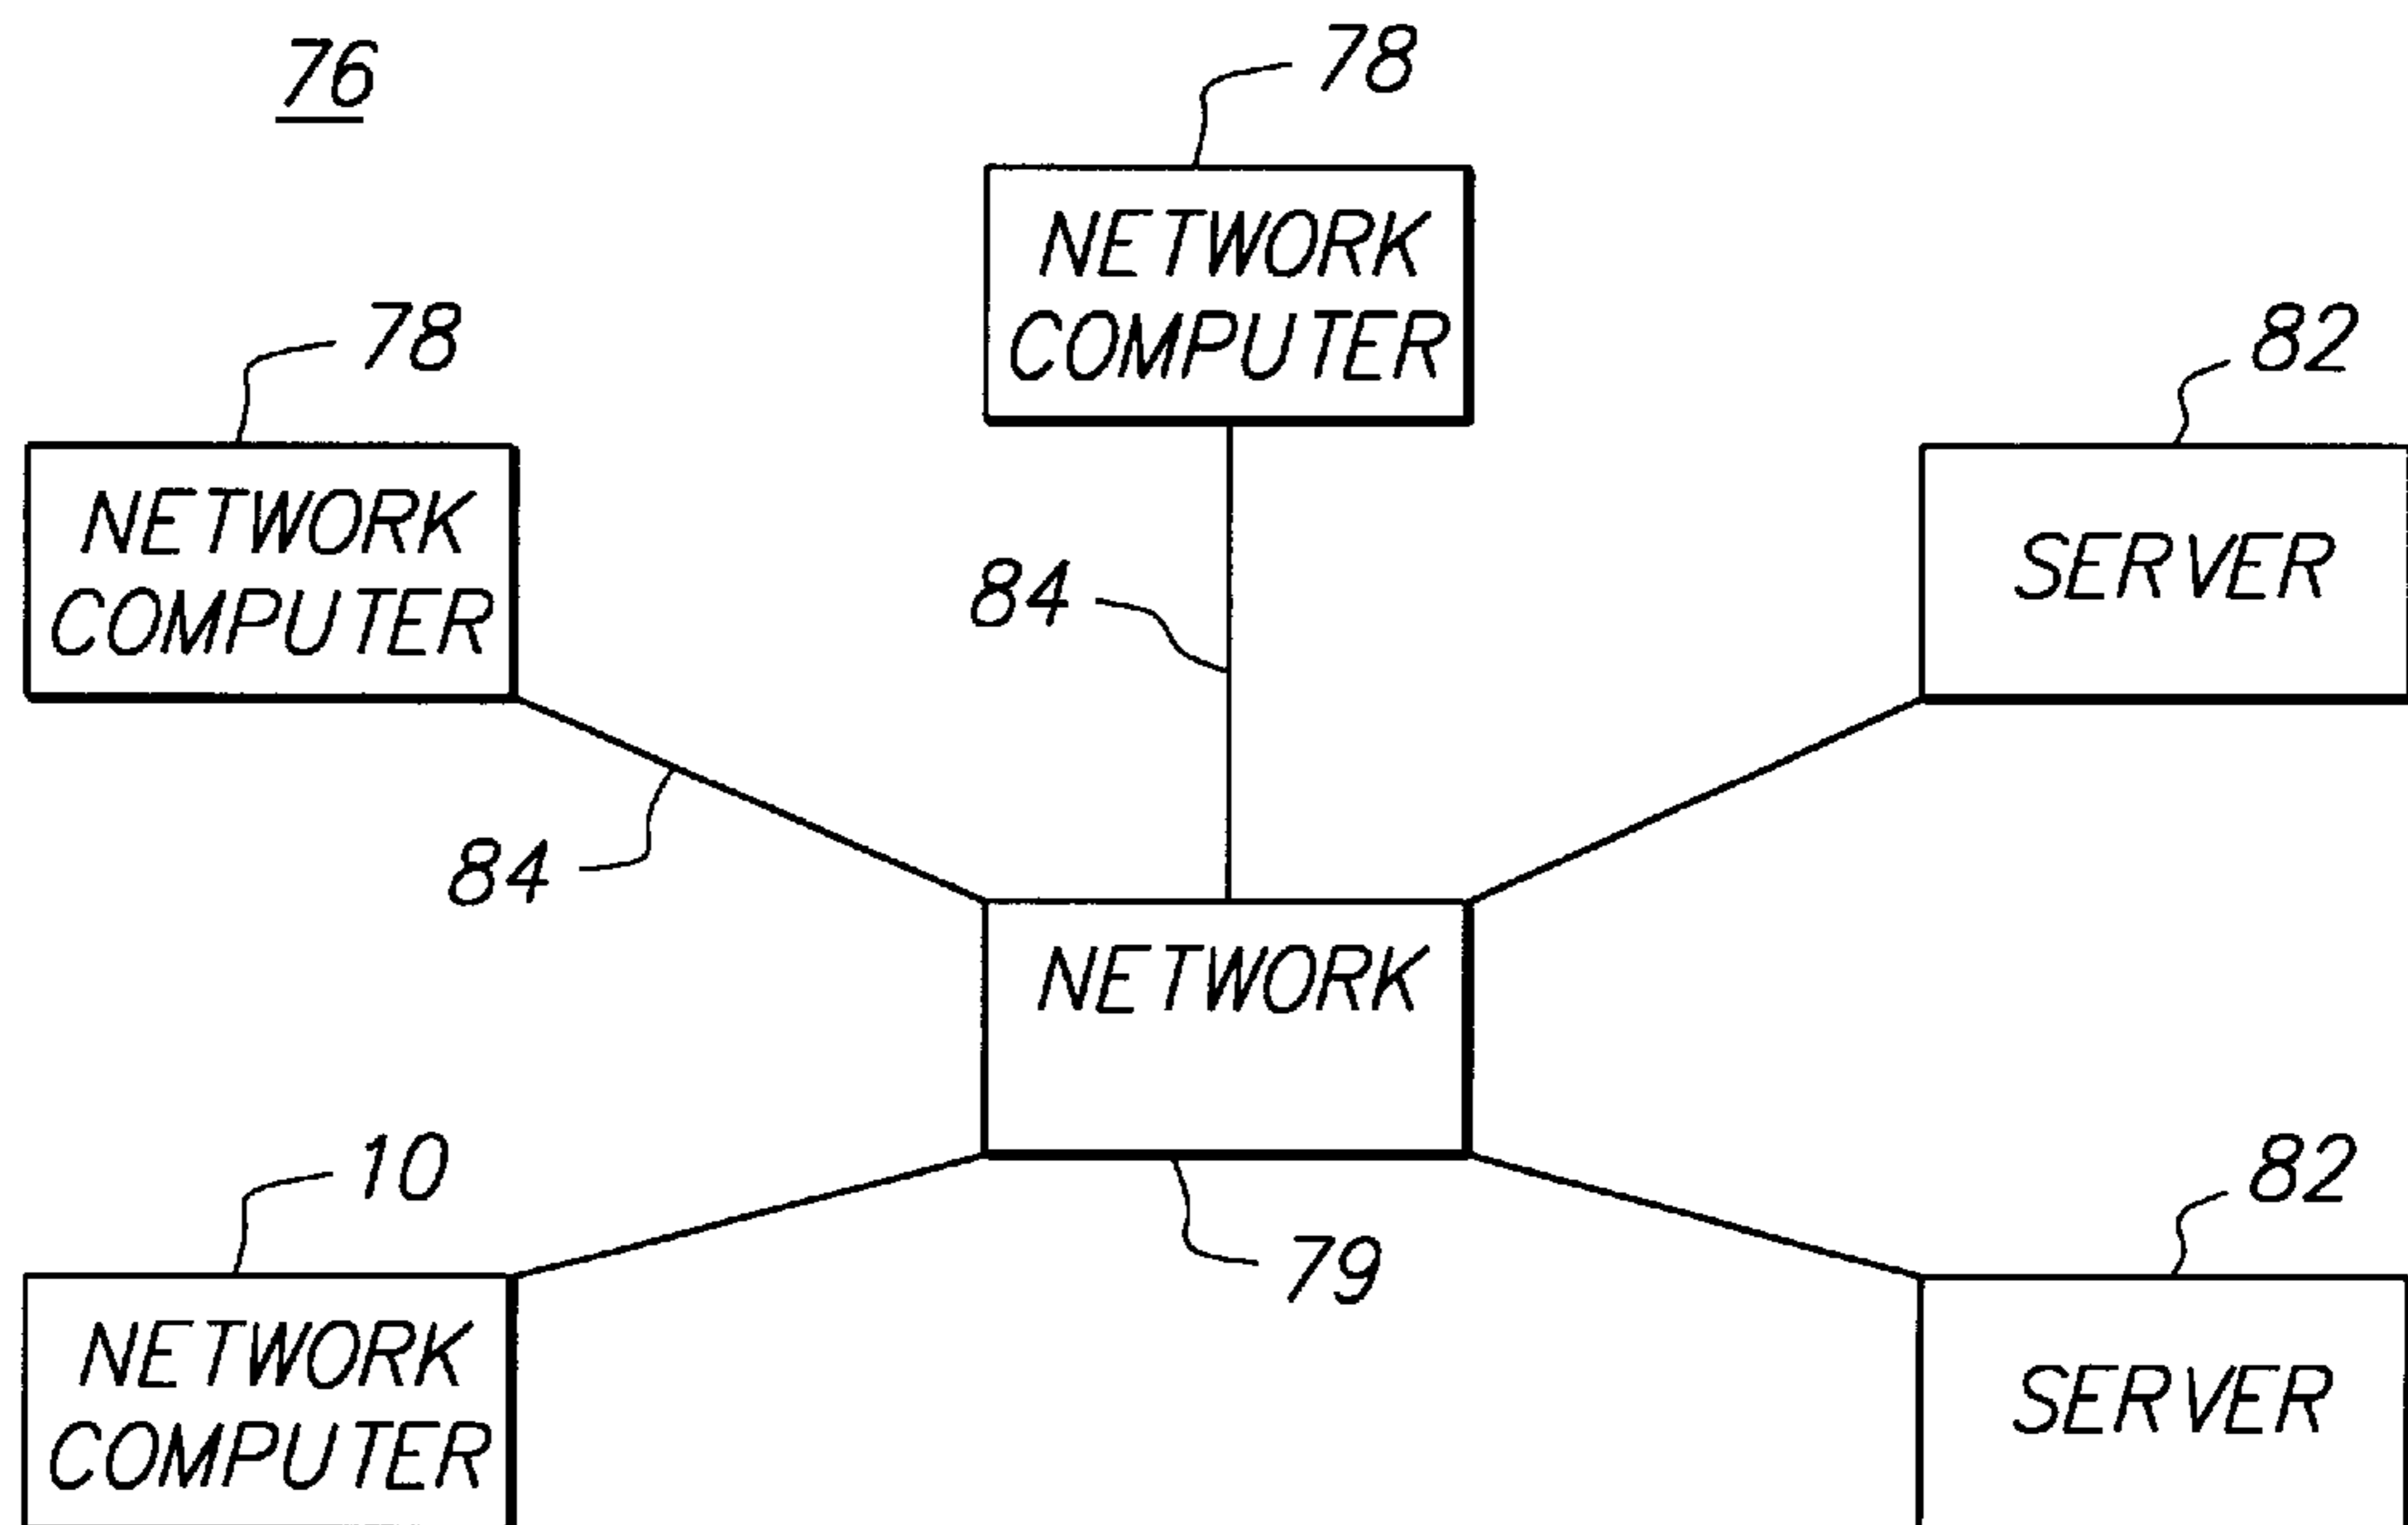 76
78
NETWORK
COMPUTER
78
NETWORK
COMPUTER
82
SERVER
84
84
NETWORK
79
10
NETWORK
COMPUTER
82
SERVER